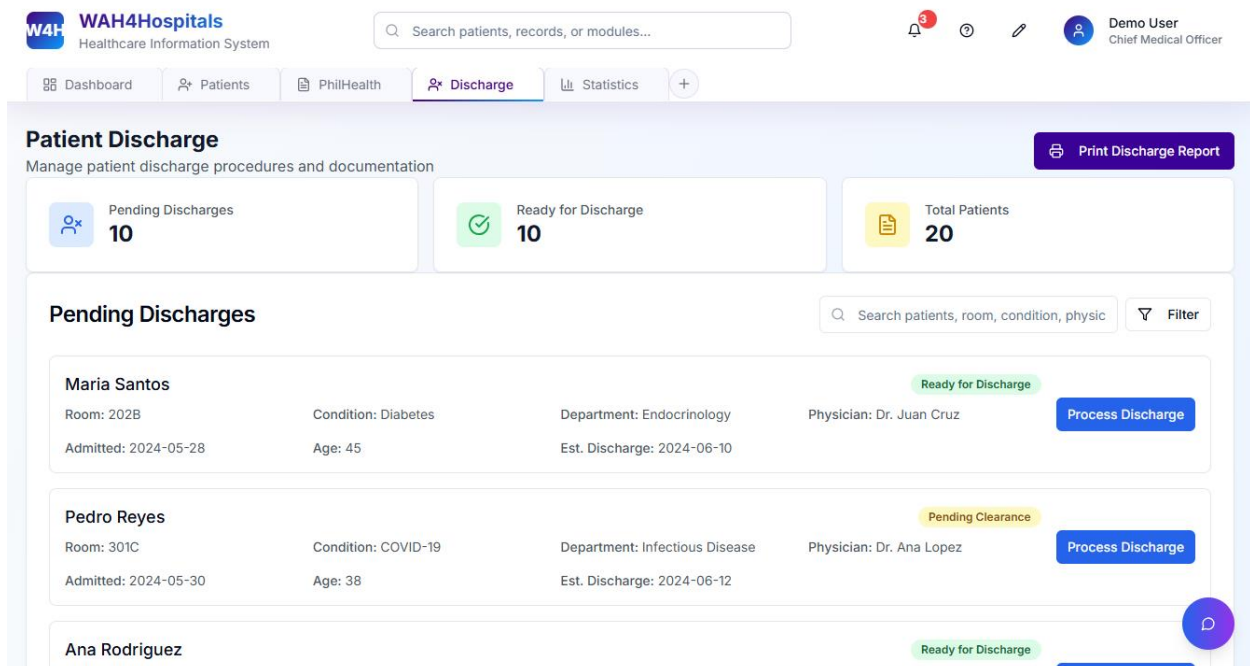 W4H
WAH4Hospitals
Healthcare Information System
Search patients, records, or modules...
3
Demo User
Chief Medical Officer
Dashboard
Patients
PhilHealth
Discharge
Statistics
+
Patient Discharge
Manage patient discharge procedures and documentation
Print Discharge Report
Pending Discharges
10
Ready for Discharge
10
Total Patients
20
Pending Discharges
Search patients, room, condition, physic
Filter
Maria Santos
Ready for Discharge
Room: 202B
Condition: Diabetes
Department: Endocrinology
Physician: Dr. Juan Cruz
Process Discharge
Admitted: 2024-05-28
Age: 45
Est. Discharge: 2024-06-10
Pedro Reyes
Pending Clearance
Room: 301C
Condition: COVID-19
Department: Infectious Disease
Physician: Dr. Ana Lopez
Process Discharge
Admitted: 2024-05-30
Age: 38
Est. Discharge: 2024-06-12
Ana Rodriguez
Ready for Discharge